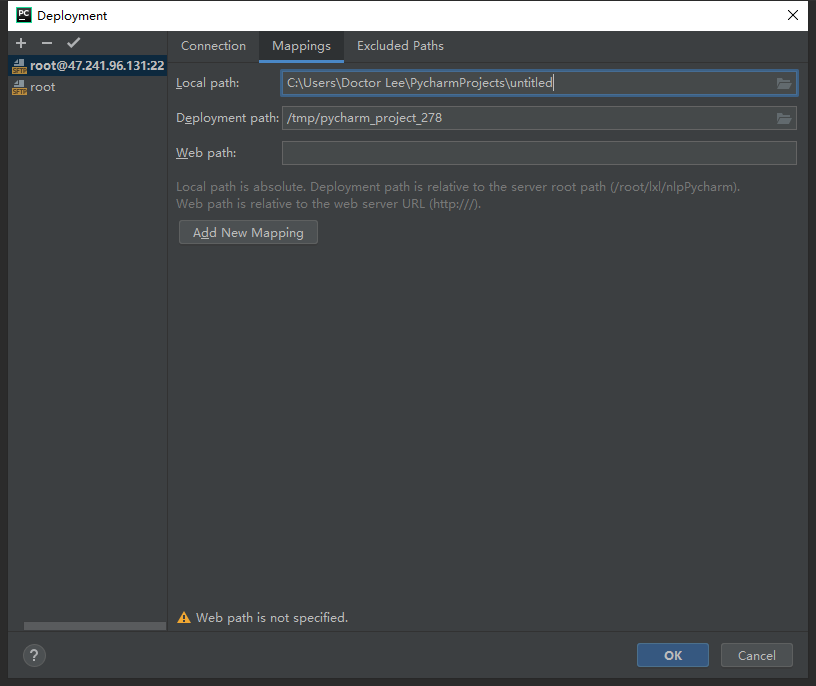 PC Deployment
Connection Mappings Excluded Paths
SFTP root@47.241.96.131:22
SFTP root
Local path: C:\Users\Doctor Lee\PycharmProjects\untitled
Deployment path: /tmp/pycharm_project_278
Web path:
Local path is absolute. Deployment path is relative to the server root path (/root/lxl/nlpPycharm).
Web path is relative to the web server URL (http:///).
Add New Mapping
Web path is not specified.
?
OK Cancel